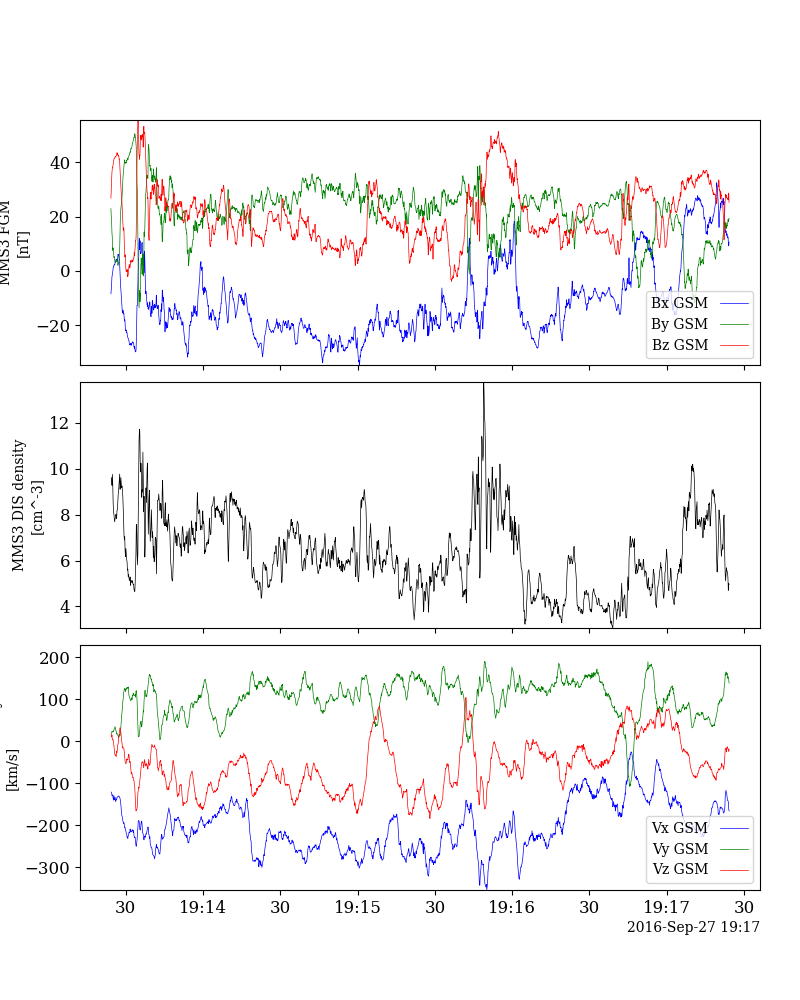 40
20
0
−20
MMS3 FGM
[nT]
Bx GSM
By GSM
Bz GSM
12
10
8
6
4
MMS3 DIS density
[cm^-3]
200
100
0
−100
−200
−300
[km/s]
Vx GSM
Vy GSM
Vz GSM
30 19:14 30 19:15 30 19:16 30 19:17 30
2016-Sep-27 19:17